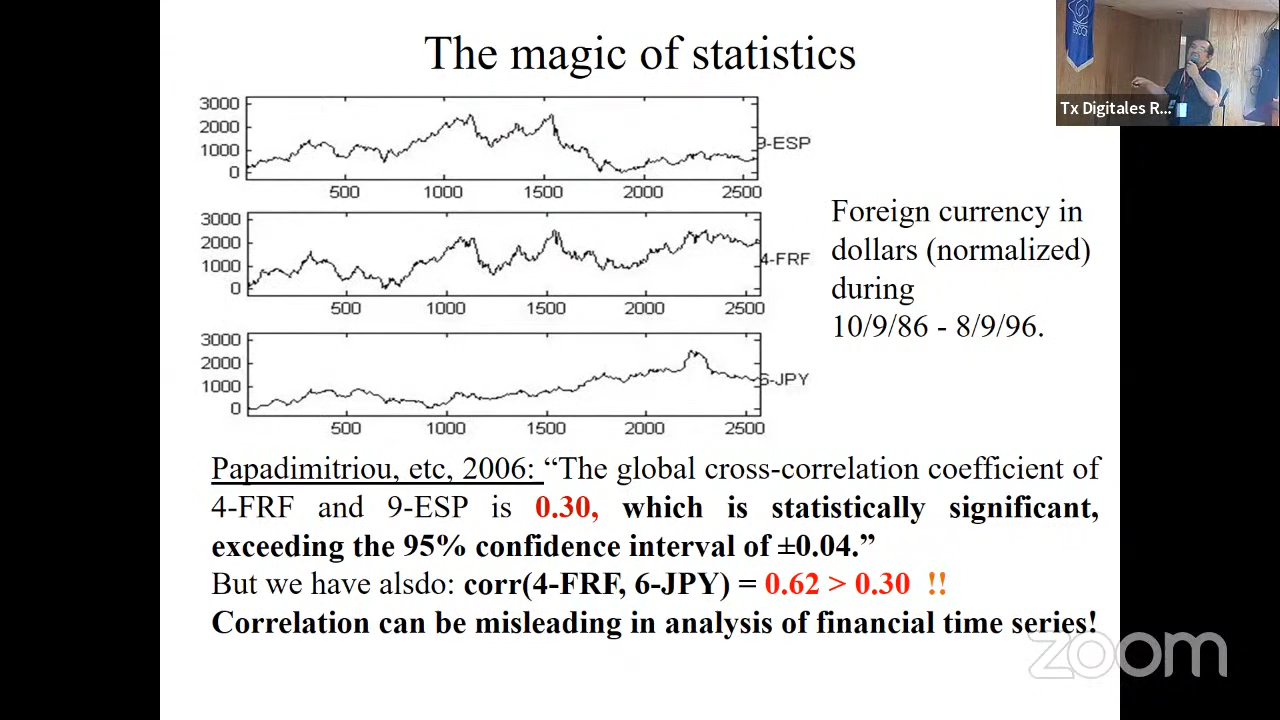 The magic of statistics
Tx Digitales R...
3000
2000
1000
0
9-ESP
500 1000 1500 2000 2500
3000
2000
1000
0
4-FRF
500 1000 1500 2000 2500
3000
2000
1000
0
6-JPY
500 1000 1500 2000 2500
Foreign currency in
dollars (normalized)
during
10/9/86 - 8/9/96.
Papadimitriou, etc, 2006: “The global cross-correlation coefficient of
4-FRF and 9-ESP is 0.30, which is statistically significant,
exceeding the 95% confidence interval of ±0.04.”
But we have alsdo: corr(4-FRF, 6-JPY) = 0.62 > 0.30 !!
Correlation can be misleading in analysis of financial time series!
zoom